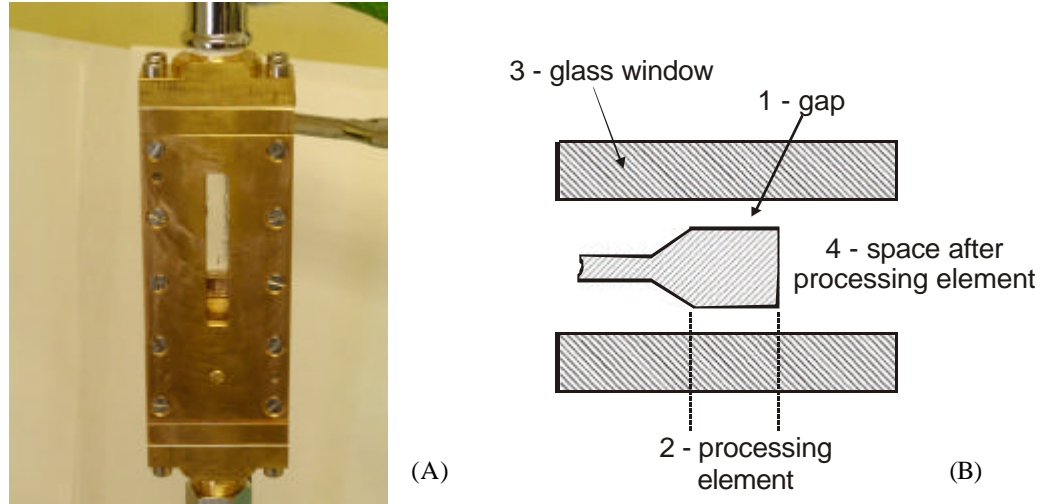 3 - glass window
1 - gap
4 - space after
processing element
2 - processing
element
(A)
(B)